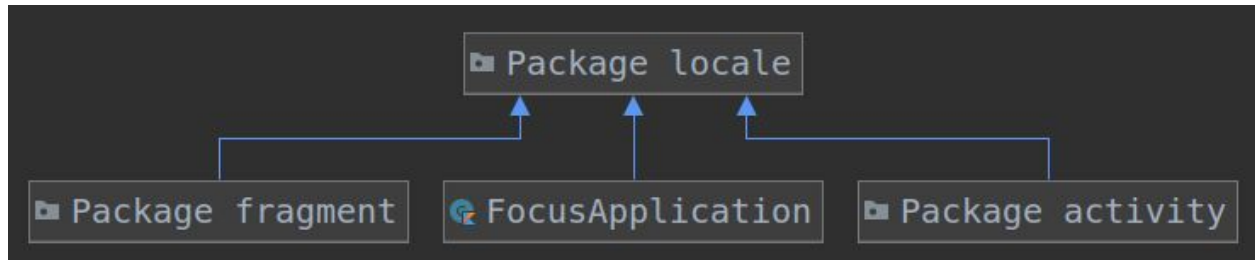 Package locale
Package fragment
FocusApplication
Package activity